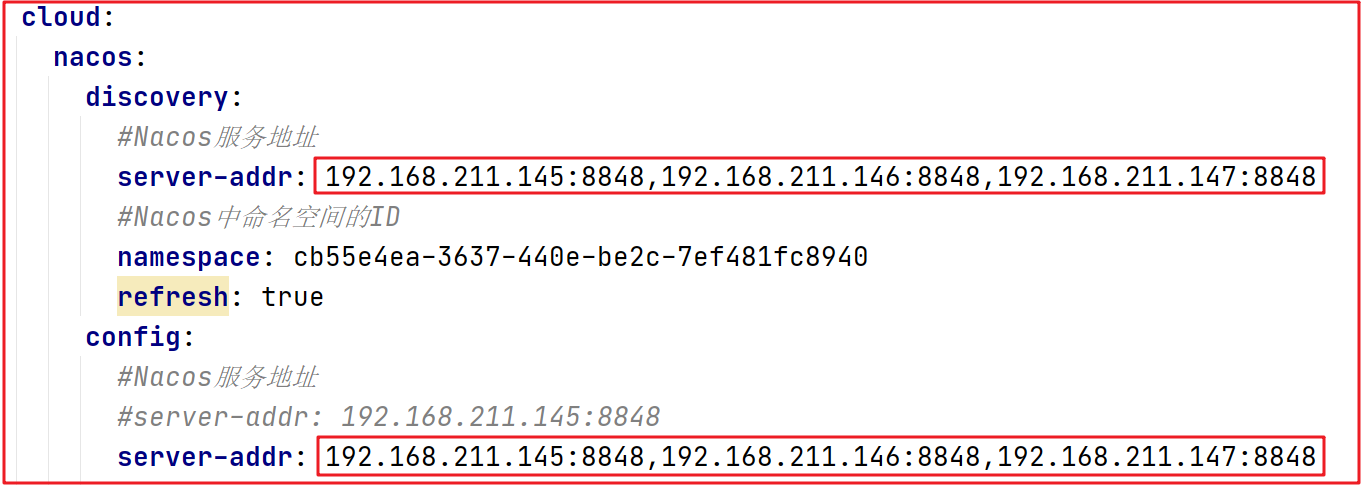 cloud:
nacos:
discovery:
#Nacos服务地址
server-addr: 192.168.211.145:8848,192.168.211.146:8848,192.168.211.147:8848
#Nacos中命名空间的ID
namespace: cb55e4ea-3637-440e-be2c-7ef481fc8940
refresh: true
config:
#Nacos服务地址
#server-addr: 192.168.211.145:8848
server-addr: 192.168.211.145:8848,192.168.211.146:8848,192.168.211.147:8848